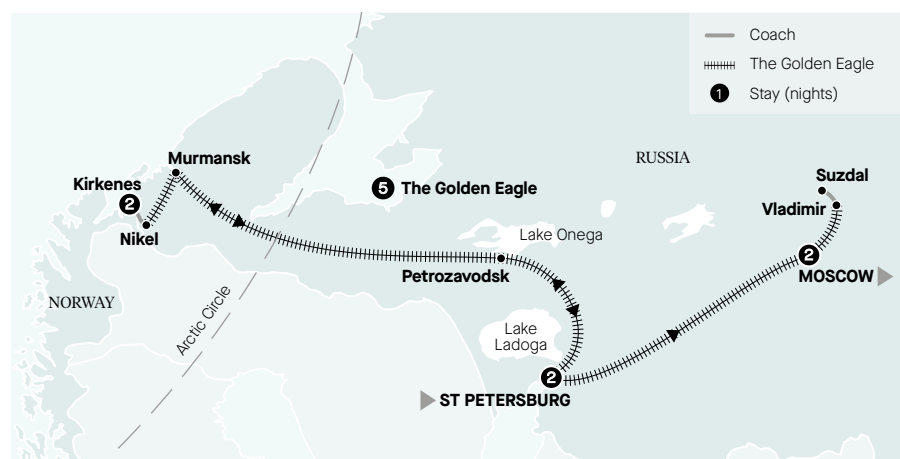 Coach
The Golden Eagle
1
Stay (nights)
RUSSIA
Murmansk
Suzdal
Kirkenes
2
5
The Golden Eagle
Vladimir
Nikel
Lake Onega
2
Petrozavodsk
MOSCOW
NORWAY
Arctic Circle
Lake
Ladoga
2
ST PETERSBURG